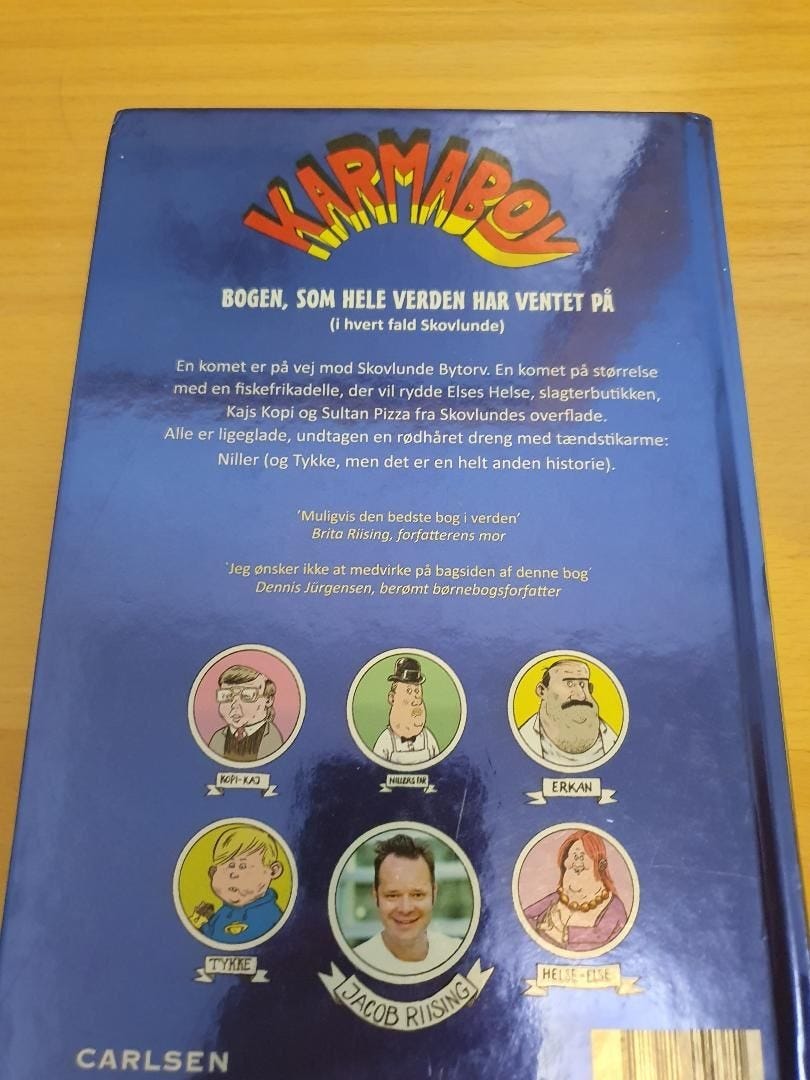 KARMABOY
BOGEN, SOM HELE VERDEN HAR VENTET PÅ
(i hvert fald Skovlunde)
En komet er på vej mod Skovlunde Bytorv. En komet på størrelse
med en fiskefrikadelle, der vil rydde Elses Helse, slagterbutikken,
Kajs Kopi og Sultan Pizza fra Skovlundes overflade.
Alle er ligeglade, undtagen en rødhåret dreng med tændstikarme:
Niller (og Tykke, men det er en helt anden historie).
'Muligvis den bedste bog i verden'
Brita Riising, forfatterens mor
'Jeg ønsker ikke at medvirke på bagsiden af denne bog'
Dennis Jürgensen, berømt børnebogsforfatter
KOPI-KAJ
NILLERS FAR
ERKAN
TYKKE
JACOB RIISING
HELSE-ELSE
CARLSEN